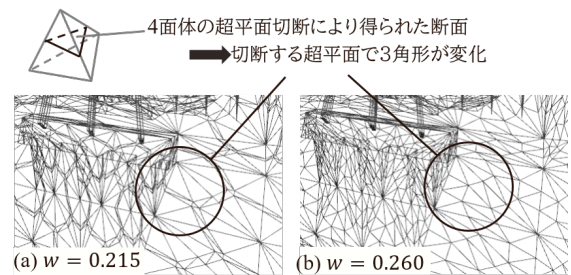 4面体の超平面切断により得られた断面
切断する超平面で3角形が変化
(a) w = 0.215
(b) w = 0.260